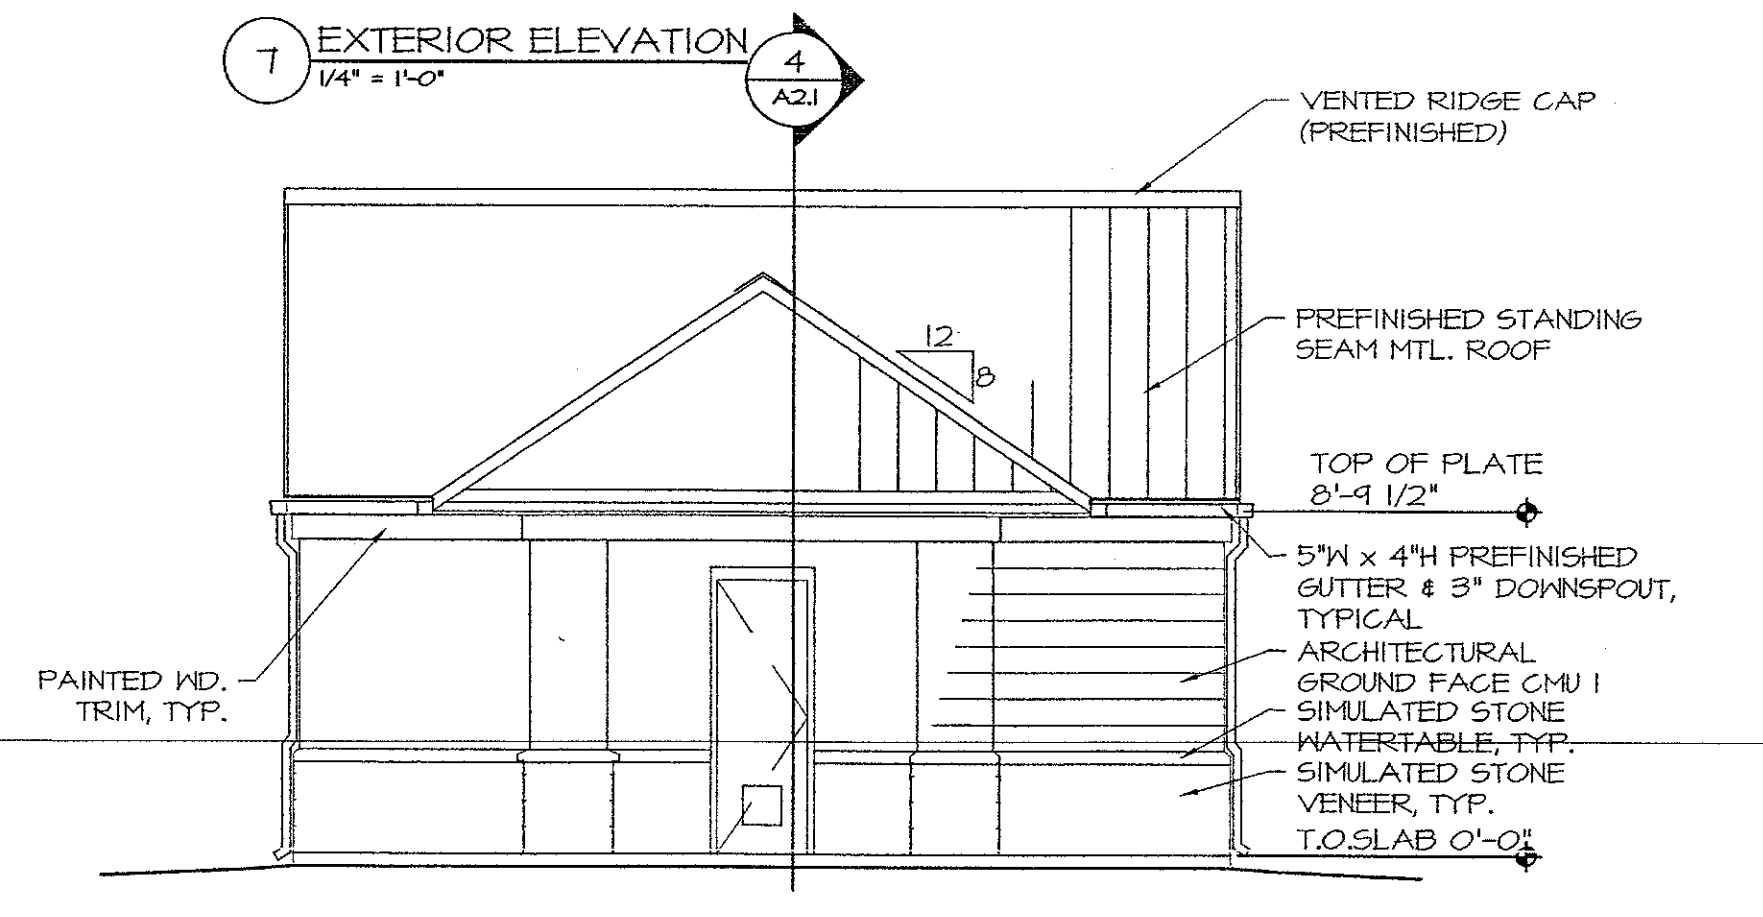 7
EXTERIOR ELEVATION
1/4" = 1'-0"
4
A2.1
VENTED RIDGE CAP
(PREFINISHED)
PREFINISHED STANDING
SEAM MTL. ROOF
12
8
TOP OF PLATE
8'-9 1/2"
5"W x 4"H PREFINISHED
GUTTER & 3" DOWNSPOUT,
TYPICAL
ARCHITECTURAL
GROUND FACE CMU 1
SIMULATED STONE
WATERTABLE, TYP.
SIMULATED STONE
VENEER, TYP.
T.O.SLAB 0'-0"
PAINTED WD.
TRIM, TYP.